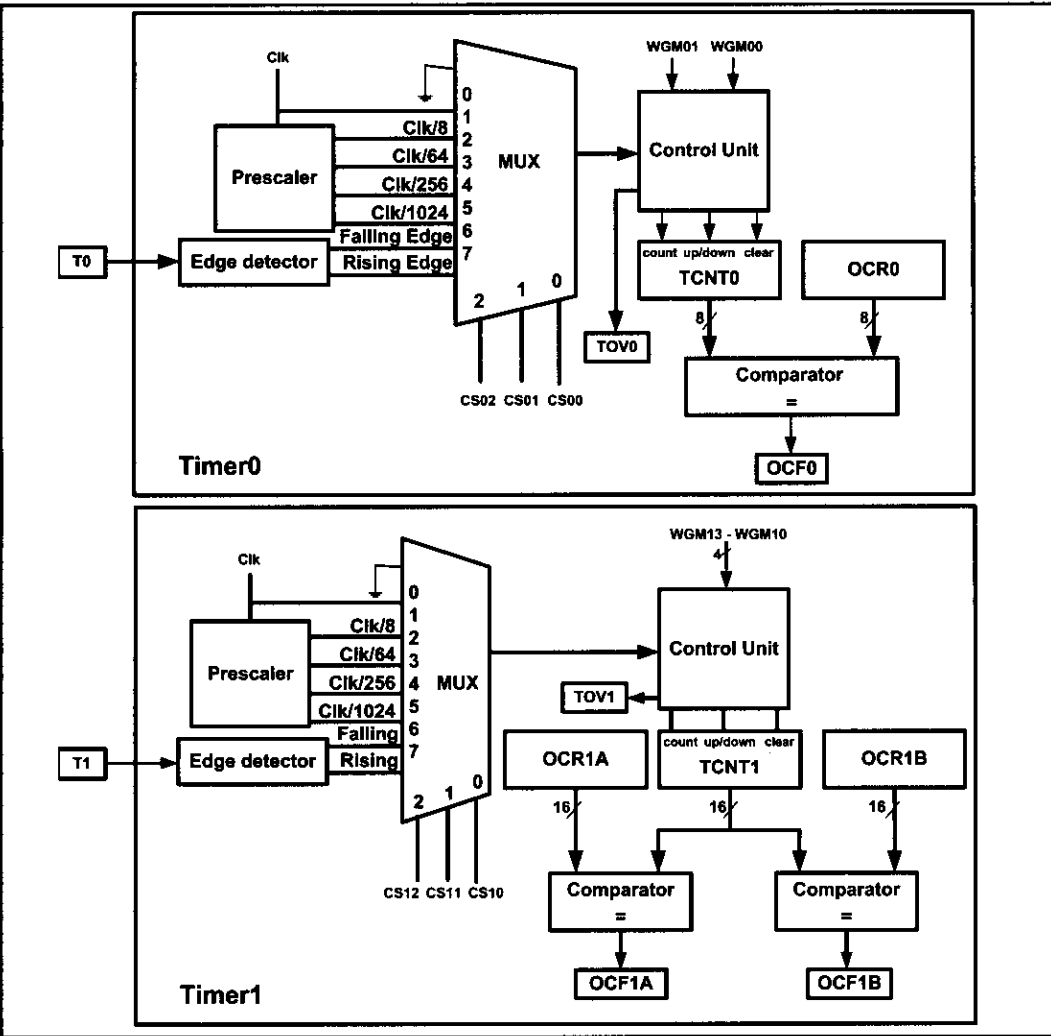 Clk
WGM01 WGM00
0
1
Clk/8
2
Clk/64
3
Clk/256
4
Clk/1024
5
Falling Edge
6
Rising Edge
7
Prescaler
MUX
Control Unit
T0
Edge detector
2 1 0
count up/down clear
TCNT0
OCR0
8
8
TOV0
CS02 CS01 CS00
Comparator
=
OCF0
Timer0
WGM13 - WGM10
4
Clk
0
1
Clk/8
2
Clk/64
3
Clk/256
4
Clk/1024
5
Falling
6
Rising
7
Prescaler
MUX
Control Unit
TOV1
T1
Edge detector
2 1 0
OCR1A
count up/down clear
TCNT1
OCR1B
16
16
16
CS12 CS11 CS10
Comparator
=
Comparator
=
OCF1A
OCF1B
Timer1